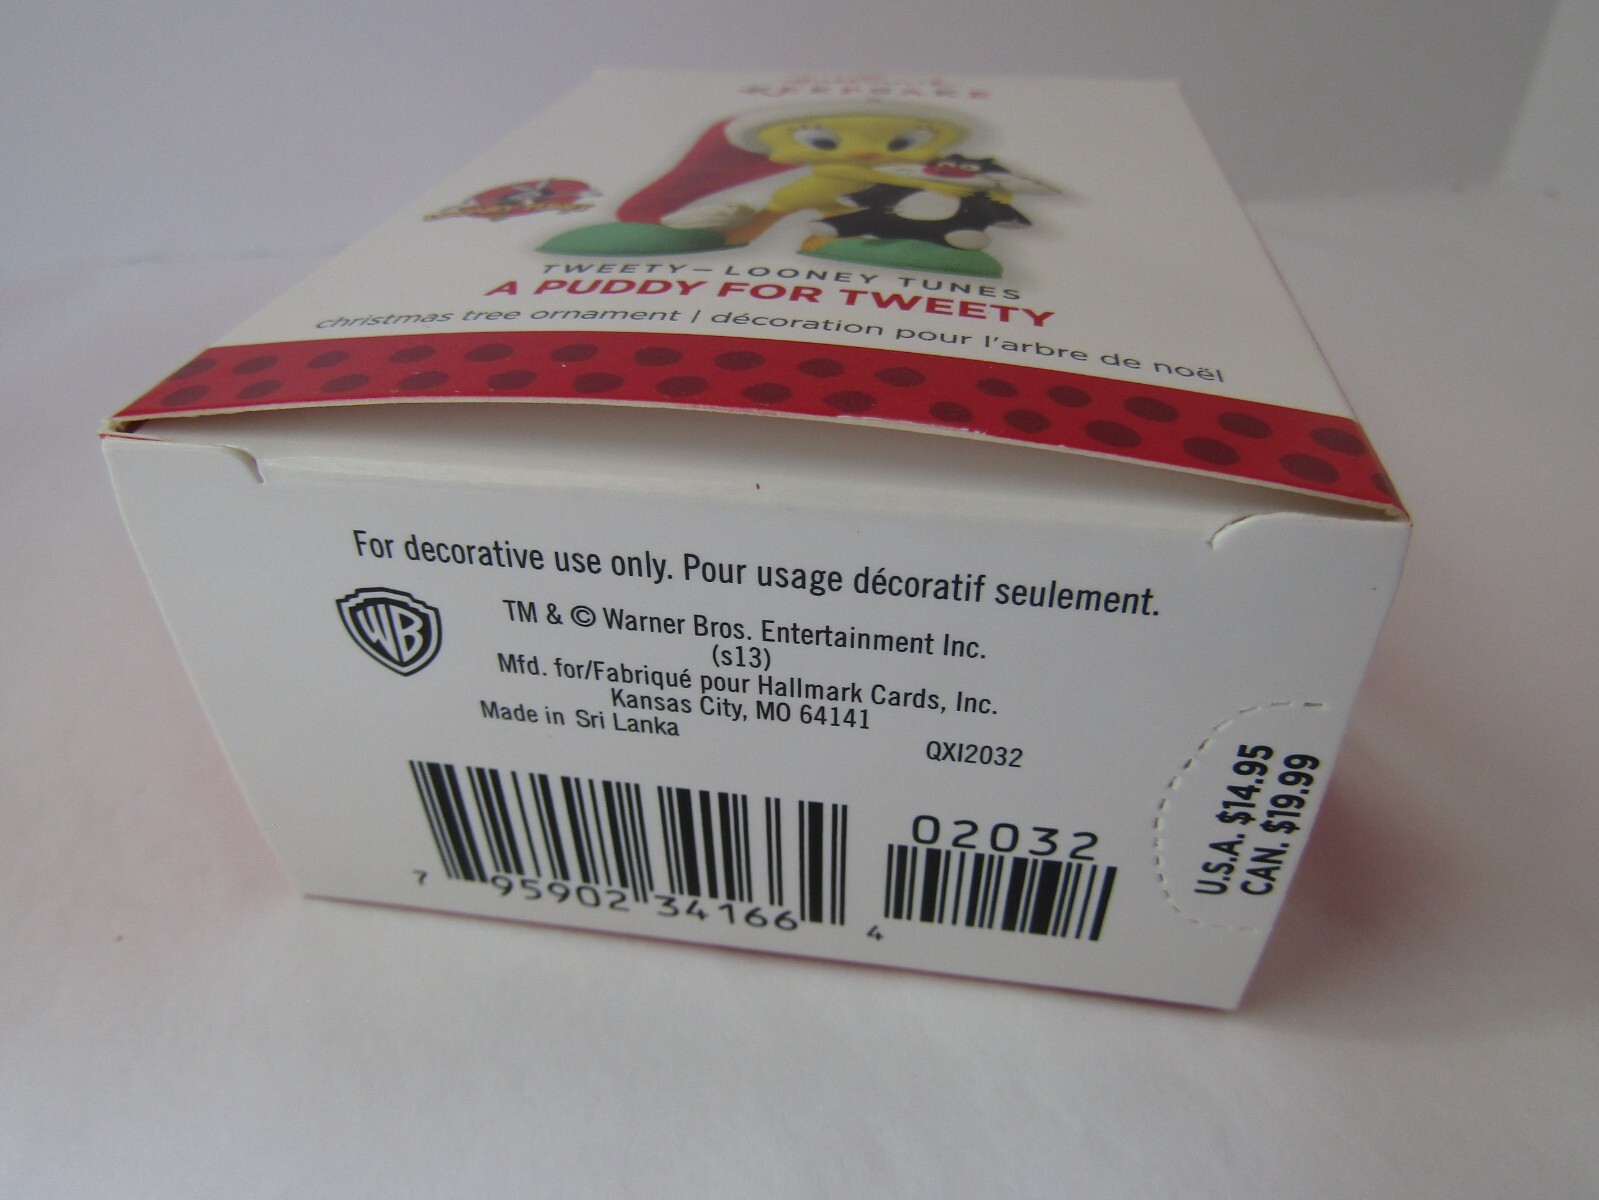 KEEPSAKE
TWEETY—LOONEY TUNES
A PUDDY FOR TWEETY
christmas tree ornament / décoration pour l'arbre de noël
For decorative use only. Pour usage décoratif seulement.
WB
TM & © Warner Bros. Entertainment Inc.
(s13)
Mfd. for/Fabriqué pour Hallmark Cards, Inc.
Kansas City, MO 64141
Made in Sri Lanka
QXI2032
02032
7 95902 34166 4
U.S.A. $14.95
CAN. $19.99